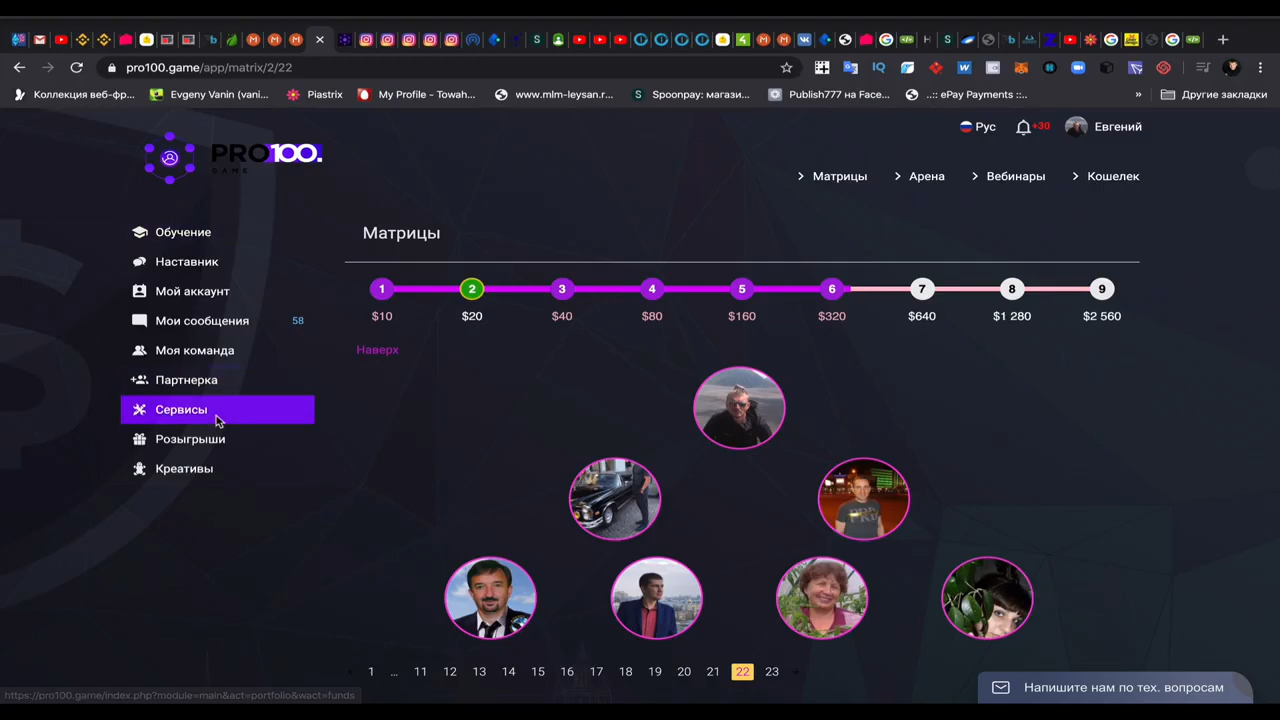 pro100.game/app/matrix/2/22
Коллекция веб-фр...
Evgeny Vanin (vani...
Piastrix
My Profile - Towah...
www.mlm-leysan.r...
Spoonpay: магази...
Publish777 на Face...
..:: ePay Payments ::..
»
Другие закладки
Рус
+30
Евгений
PRO100.
GAME
Матрицы
Арена
Вебинары
Кошелек
Обучение
Наставник
Мой аккаунт
Мои сообщения 58
Моя команда
Партнерка
Сервисы
Розыгрыши
Креативы
Матрицы
1 2 3 4 5 6 7 8 9
$10 $20 $40 $80 $160 $320 $640 $1 280 $2 560
Наверх
1 ... 11 12 13 14 15 16 17 18 19 20 21 22 23
https://pro100.game/index.php?module=main&act=portfolio&wact=funds
Напишите нам по тех. вопросам